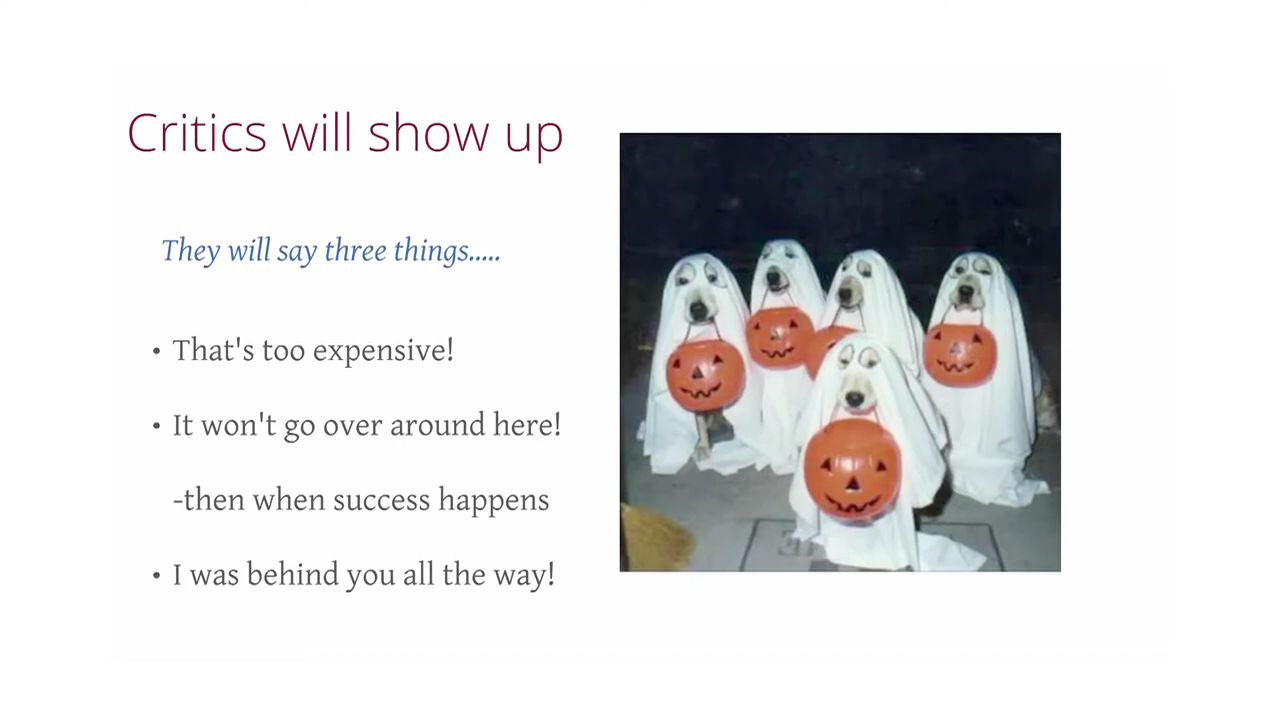 Critics will show up
They will say three things.....
• That's too expensive!
• It won't go over around here!
-then when success happens
• I was behind you all the way!